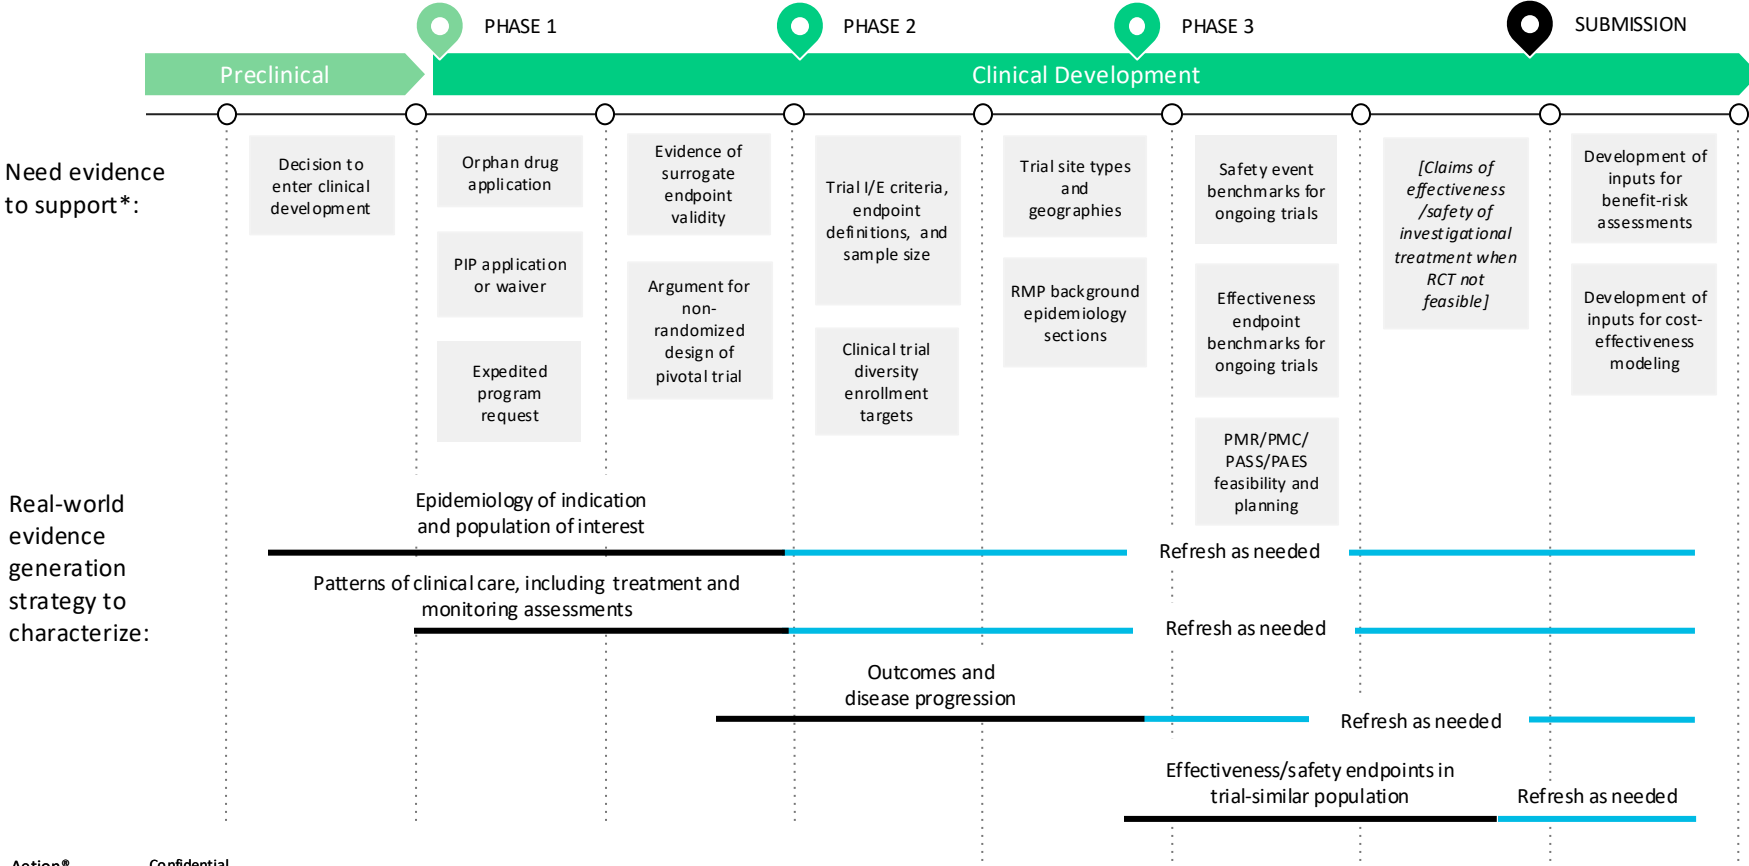 PHASE 1
PHASE 2
PHASE 3
SUBMISSION
Preclinical
Clinical Development
Need evidence
to support*:
Decision to
enter clinical
development
Orphan drug
application
PIP application
or waiver
Expedited
program
request
Evidence of
surrogate
endpoint
validity
Argument for
non-
randomized
design of
pivotal trial
Trial I/E criteria,
endpoint
definitions, and
sample size
Clinical trial
diversity
enrollment
targets
Trial site types
and
geographies
RMP background
epidemiology
sections
Safety event
benchmarks for
ongoing trials
Effectiveness
endpoint
benchmarks for
ongoing trials
PMR/PMC/
PASS/PAES
feasibility and
planning
[Claims of
effectiveness
/safety of
investigational
treatment when
RCT not
feasible]
Development of
inputs for
benefit-risk
assessments
Development of
inputs for cost-
effectiveness
modeling
Real-world
evidence
generation
strategy to
characterize:
Epidemiology of indication
and population of interest
Refresh as needed
Patterns of clinical care, including treatment and
monitoring assessments
Refresh as needed
Outcomes and
disease progression
Refresh as needed
Effectiveness/safety endpoints in
trial-similar population
Refresh as needed
Aetion®
Confidential